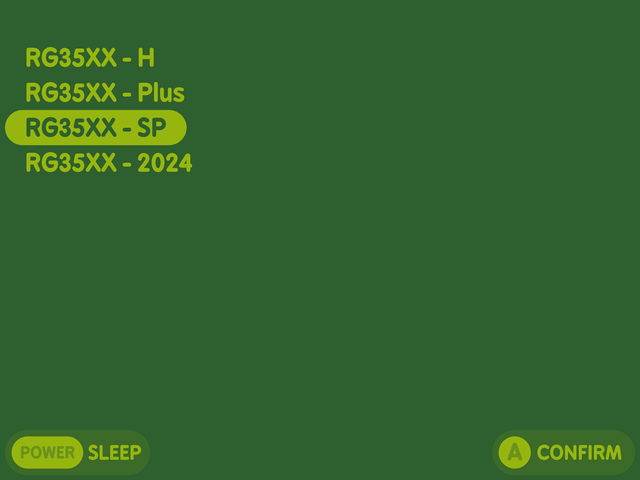 RG35XX - H
RG35XX - Plus
RG35XX - SP
RG35XX - 2024
POWER SLEEP
A CONFIRM